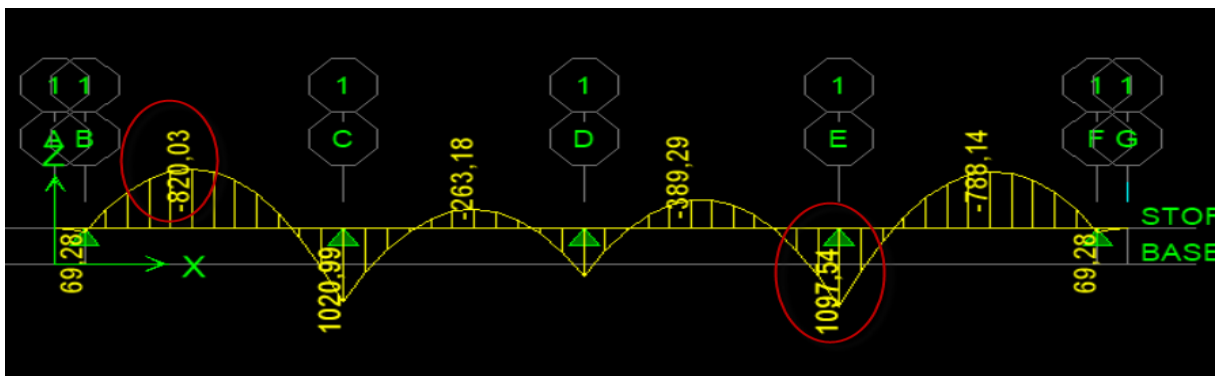 1 1 1 1 1 1 1
A B C D E F G
Z
-820,03
-263,18
-389,29
-788,14
STOR
BASE
X
69,28
1020,99
1097,54
69,28